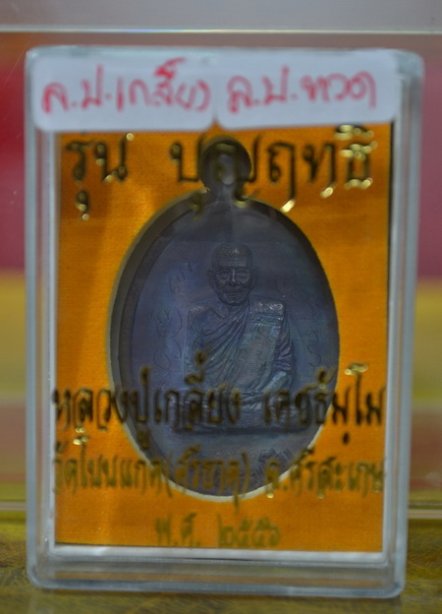 ล.ป.เกลี้ยง ล.ป.ทวด
รุ่น บุญฤทธิ์
หลวงปู่เกลี้ยง เตชธมฺโม
วัดโนนแกด(ศรีธาตุ) จ.ศรีสะเกษ
พ.ศ. ๒๕๕๖